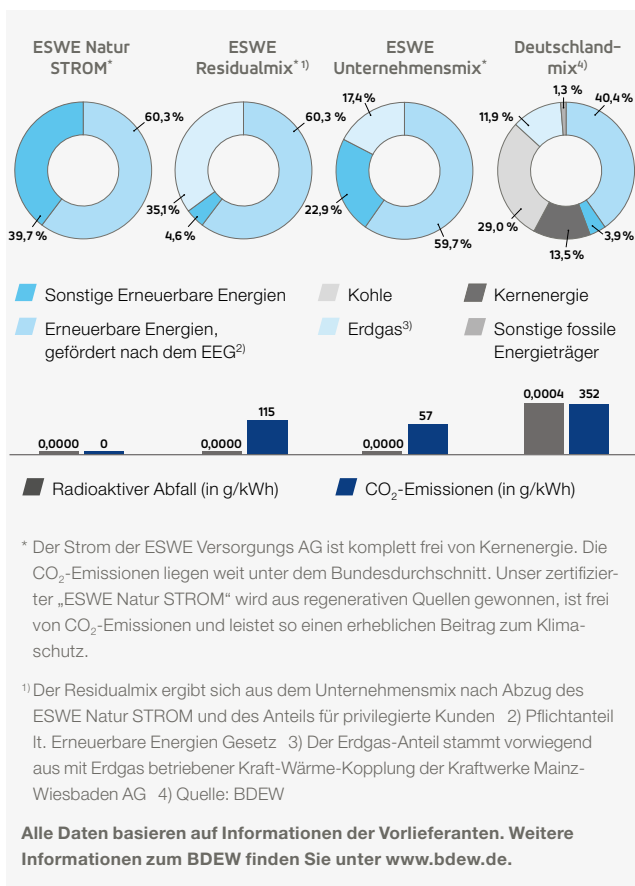 ESWE Natur
STROM*
ESWE
Residualmix* 1)
ESWE
Unternehmensmix*
Deutschland–
mix4)
60,3 %
39,7 %
60,3 %
35,1%
4,6 %
17,4 %
22,9 %
59,7 %
1,3 %
40,4 %
11,9 %
29,0 %
13,5 %
3,9 %
Sonstige Erneuerbare Energien
Erneuerbare Energien,
gefördert nach dem EEG2)
Kohle
Erdgas3)
Kernenergie
Sonstige fossile
Energieträger
0,0000 0
0,0000 115
0,0000 57
0,0004 352
Radioaktiver Abfall (in g/kWh)
CO2-Emissionen (in g/kWh)
* Der Strom der ESWE Versorgungs AG ist komplett frei von Kernenergie. Die
CO2-Emissionen liegen weit unter dem Bundesdurchschnitt. Unser zertifizier-
ter „ESWE Natur STROM“ wird aus regenerativen Quellen gewonnen, ist frei
von CO2-Emissionen und leistet so einen erheblichen Beitrag zum Klima-
schutz.
1) Der Residualmix ergibt sich aus dem Unternehmensmix nach Abzug des
ESWE Natur STROM und des Anteils für privilegierte Kunden 2) Pflichtanteil
lt. Erneuerbare Energien Gesetz 3) Der Erdgas-Anteil stammt vorwiegend
aus mit Erdgas betriebener Kraft-Wärme-Kopplung der Kraftwerke Mainz-
Wiesbaden AG 4) Quelle: BDEW
Alle Daten basieren auf Informationen der Vorlieferanten. Weitere
Informationen zum BDEW finden Sie unter www.bdew.de.